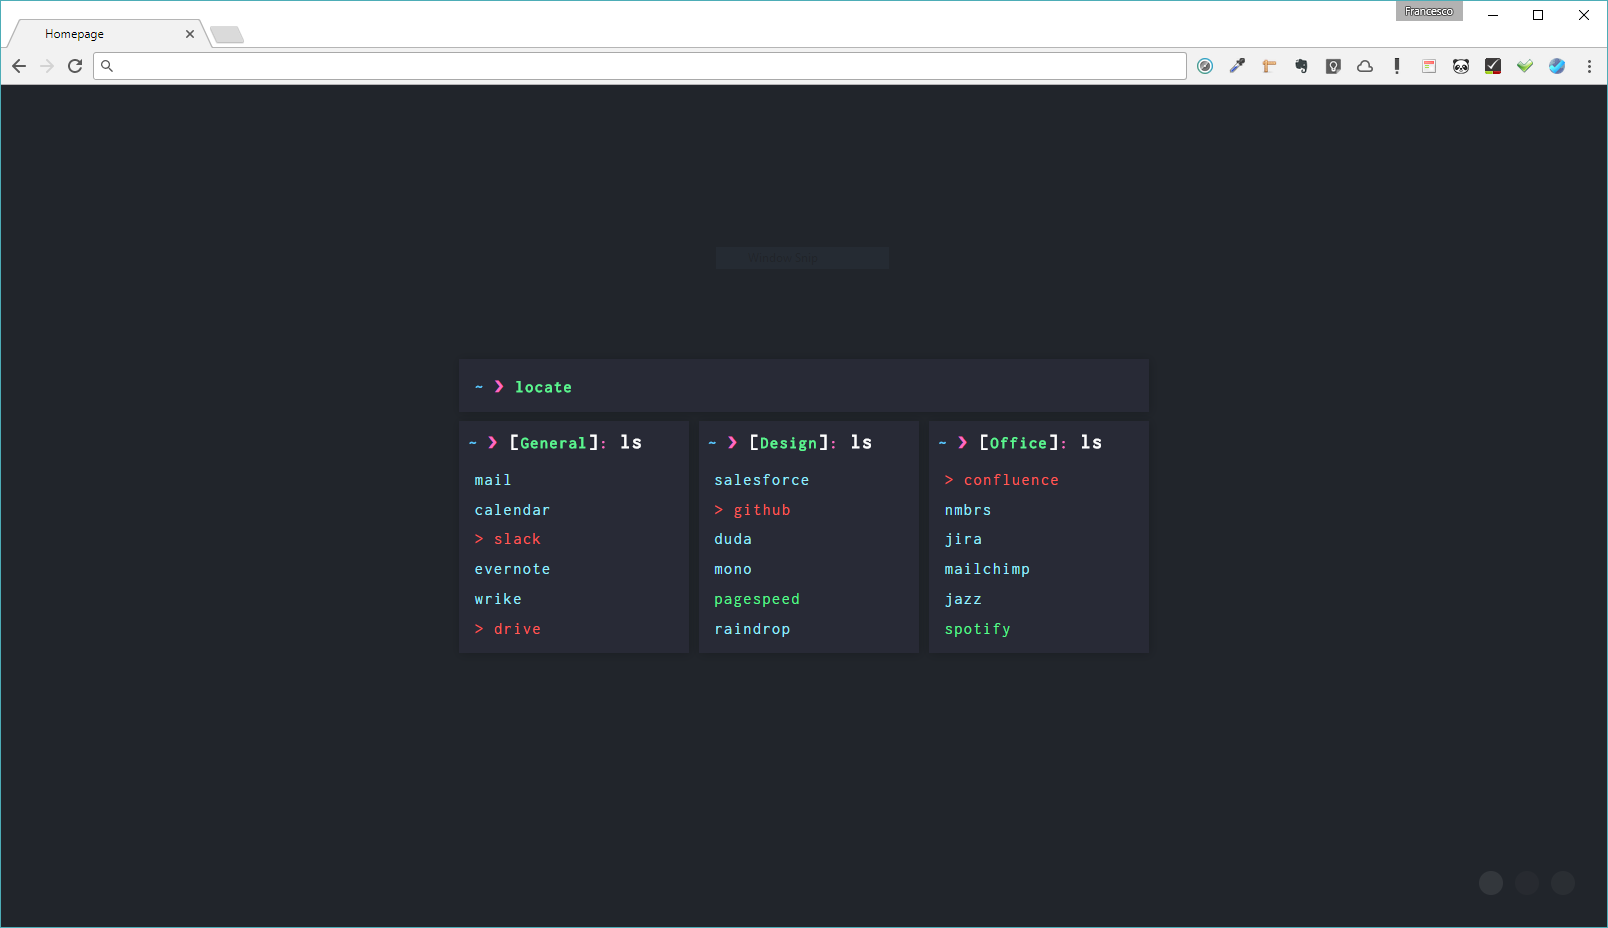 Francesco
Homepage
~ ❯ locate
~ ❯ [General]: ls
mail
calendar
> slack
evernote
wrike
> drive
~ ❯ [Design]: ls
salesforce
> github
duda
mono
pagespeed
raindrop
~ ❯ [Office]: ls
> confluence
nmbrs
jira
mailchimp
jazz
spotify